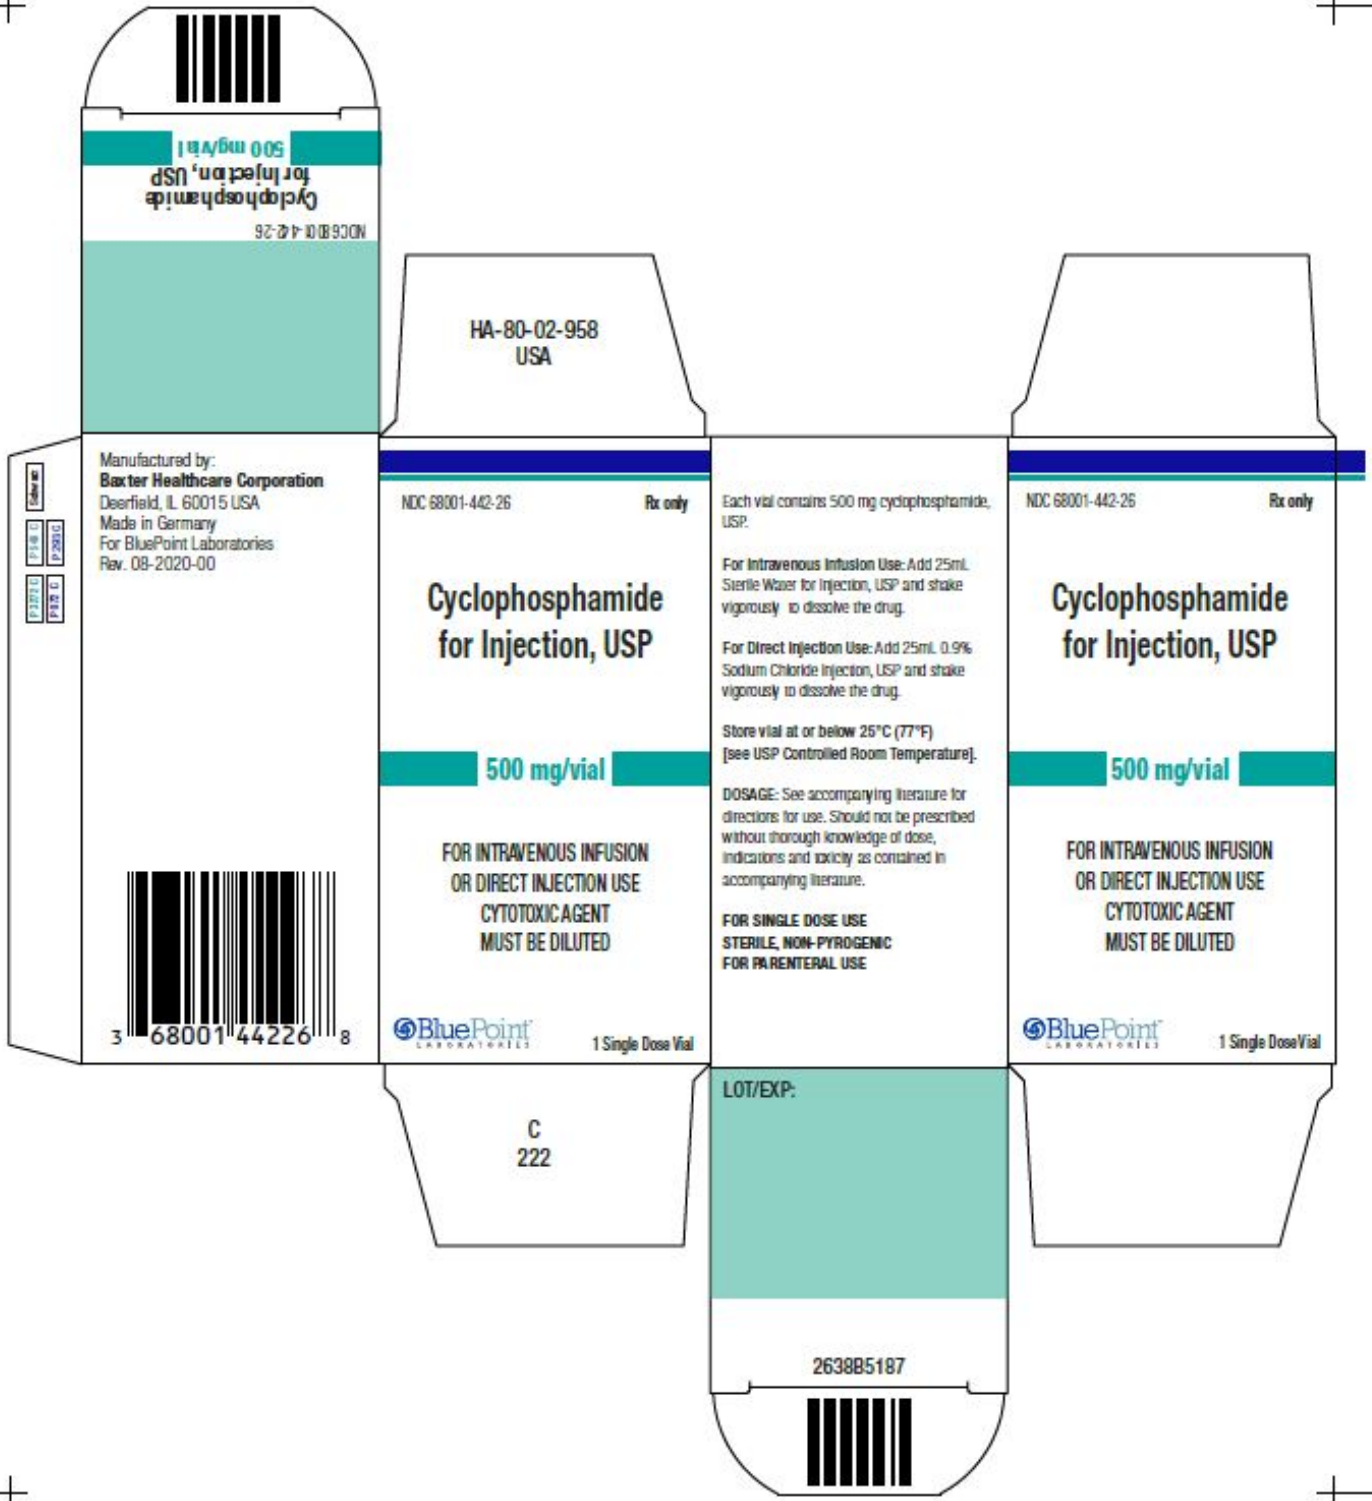 500 mg/vial
for Injection, USP
Cyclophosphamide
NDC 68001-442-26
HA-80-02-958
USA
Manufactured by:
Baxter Healthcare Corporation
Deerfield, IL 60015 USA
Made in Germany
For BluePoint Laboratories
Rev. 08-2020-00
3 68001 44226 8
NDC 68001-442-26 Rx only
Cyclophosphamide
for Injection, USP
500 mg/vial
FOR INTRAVENOUS INFUSION
OR DIRECT INJECTION USE
CYTOTOXIC AGENT
MUST BE DILUTED
BluePoint
LABORATORIES
1 Single Dose Vial
C
222
Each vial contains 500 mg cyclophosphamide,
USP.
For Intravenous Infusion Use: Add 25mL
Sterile Water for Injection, USP and shake
vigorously to dissolve the drug.
For Direct Injection Use: Add 25mL 0.9%
Sodium Chloride Injection, USP and shake
vigorously to dissolve the drug.
Store vial at or below 25°C (77°F)
[see USP Controlled Room Temperature].
DOSAGE: See accompanying literature for
directions for use. Should not be prescribed
without thorough knowledge of dose,
indications and toxicity as contained in
accompanying literature.
FOR SINGLE DOSE USE
STERILE, NON-PYROGENIC
FOR PARENTERAL USE
LOT/EXP:
2638B5187
NDC 68001-442-26 Rx only
Cyclophosphamide
for Injection, USP
500 mg/vial
FOR INTRAVENOUS INFUSION
OR DIRECT INJECTION USE
CYTOTOXIC AGENT
MUST BE DILUTED
BluePoint
LABORATORIES
1 Single Dose Vial